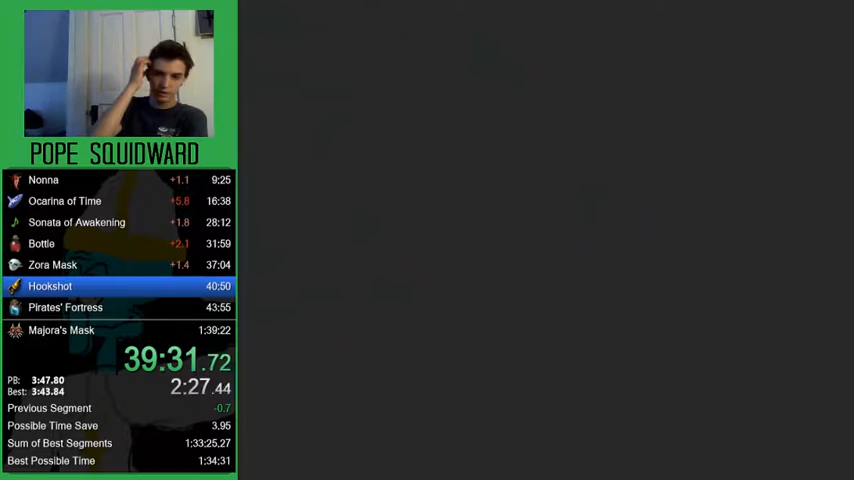 POPE SQUIDWARD
Nonna +1.1 9:25
Ocarina of Time +5.8 16:38
Sonata of Awakening +1.8 28:12
Bottle +2.1 31:59
Zora Mask +1.4 37:04
Hookshot 40:50
Pirates' Fortress 43:55
Majora's Mask 1:39:22
39:31.72
PB: 3:47.80
Best: 3:43.84
2:27.44
Previous Segment -0.7
Possible Time Save 3.95
Sum of Best Segments 1:33:25.27
Best Possible Time 1:34:31